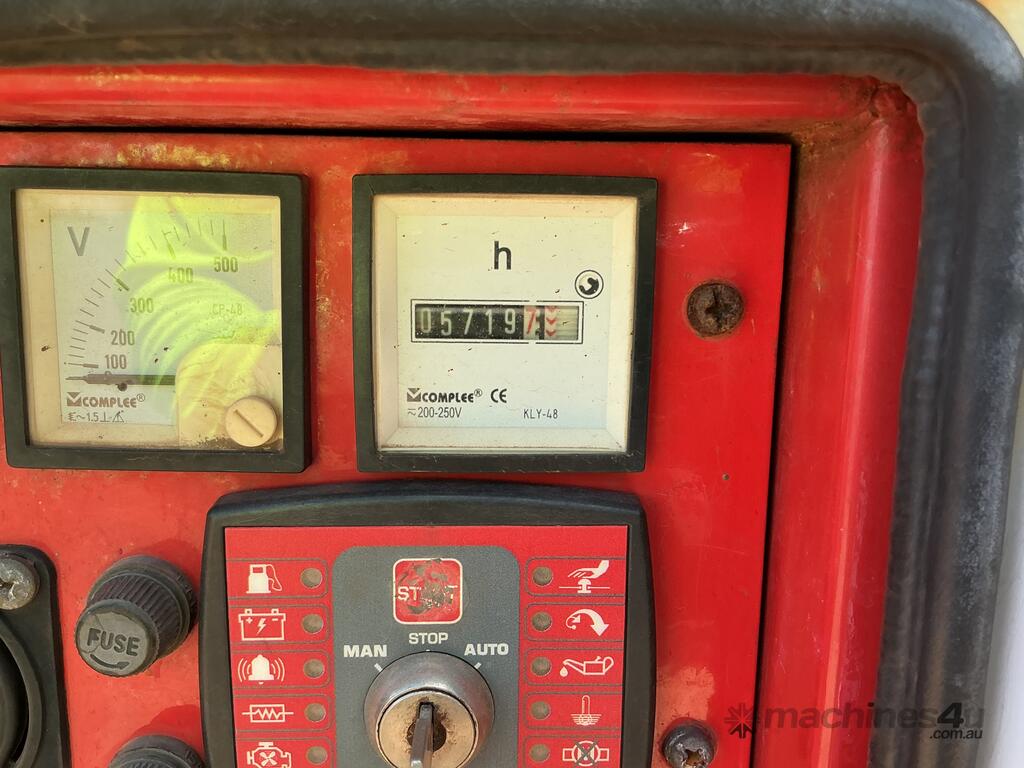 V
100
200
300
400
500
CP-48
COMPLEE®
~1.5
h
05719 7
COMPLEE® CE
≂200-250V KLY-48
FUSE
START
MAN STOP AUTO
machines4u
.com.au